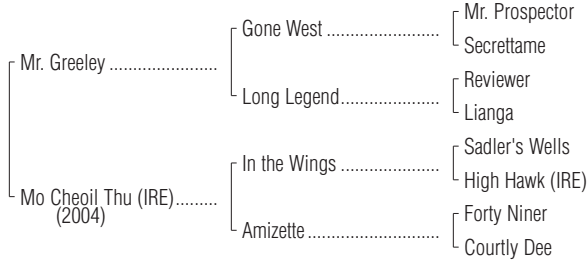 Mr. Prospector
Gone West ......................
Secrettame
Mr. Greeley .....................
Reviewer
Long Legend....................
Lianga
Sadler's Wells
In the Wings ....................
High Hawk (IRE)
Mo Cheoil Thu (IRE).........
(2004)
Forty Niner
Amizette..........................
Courtly Dee